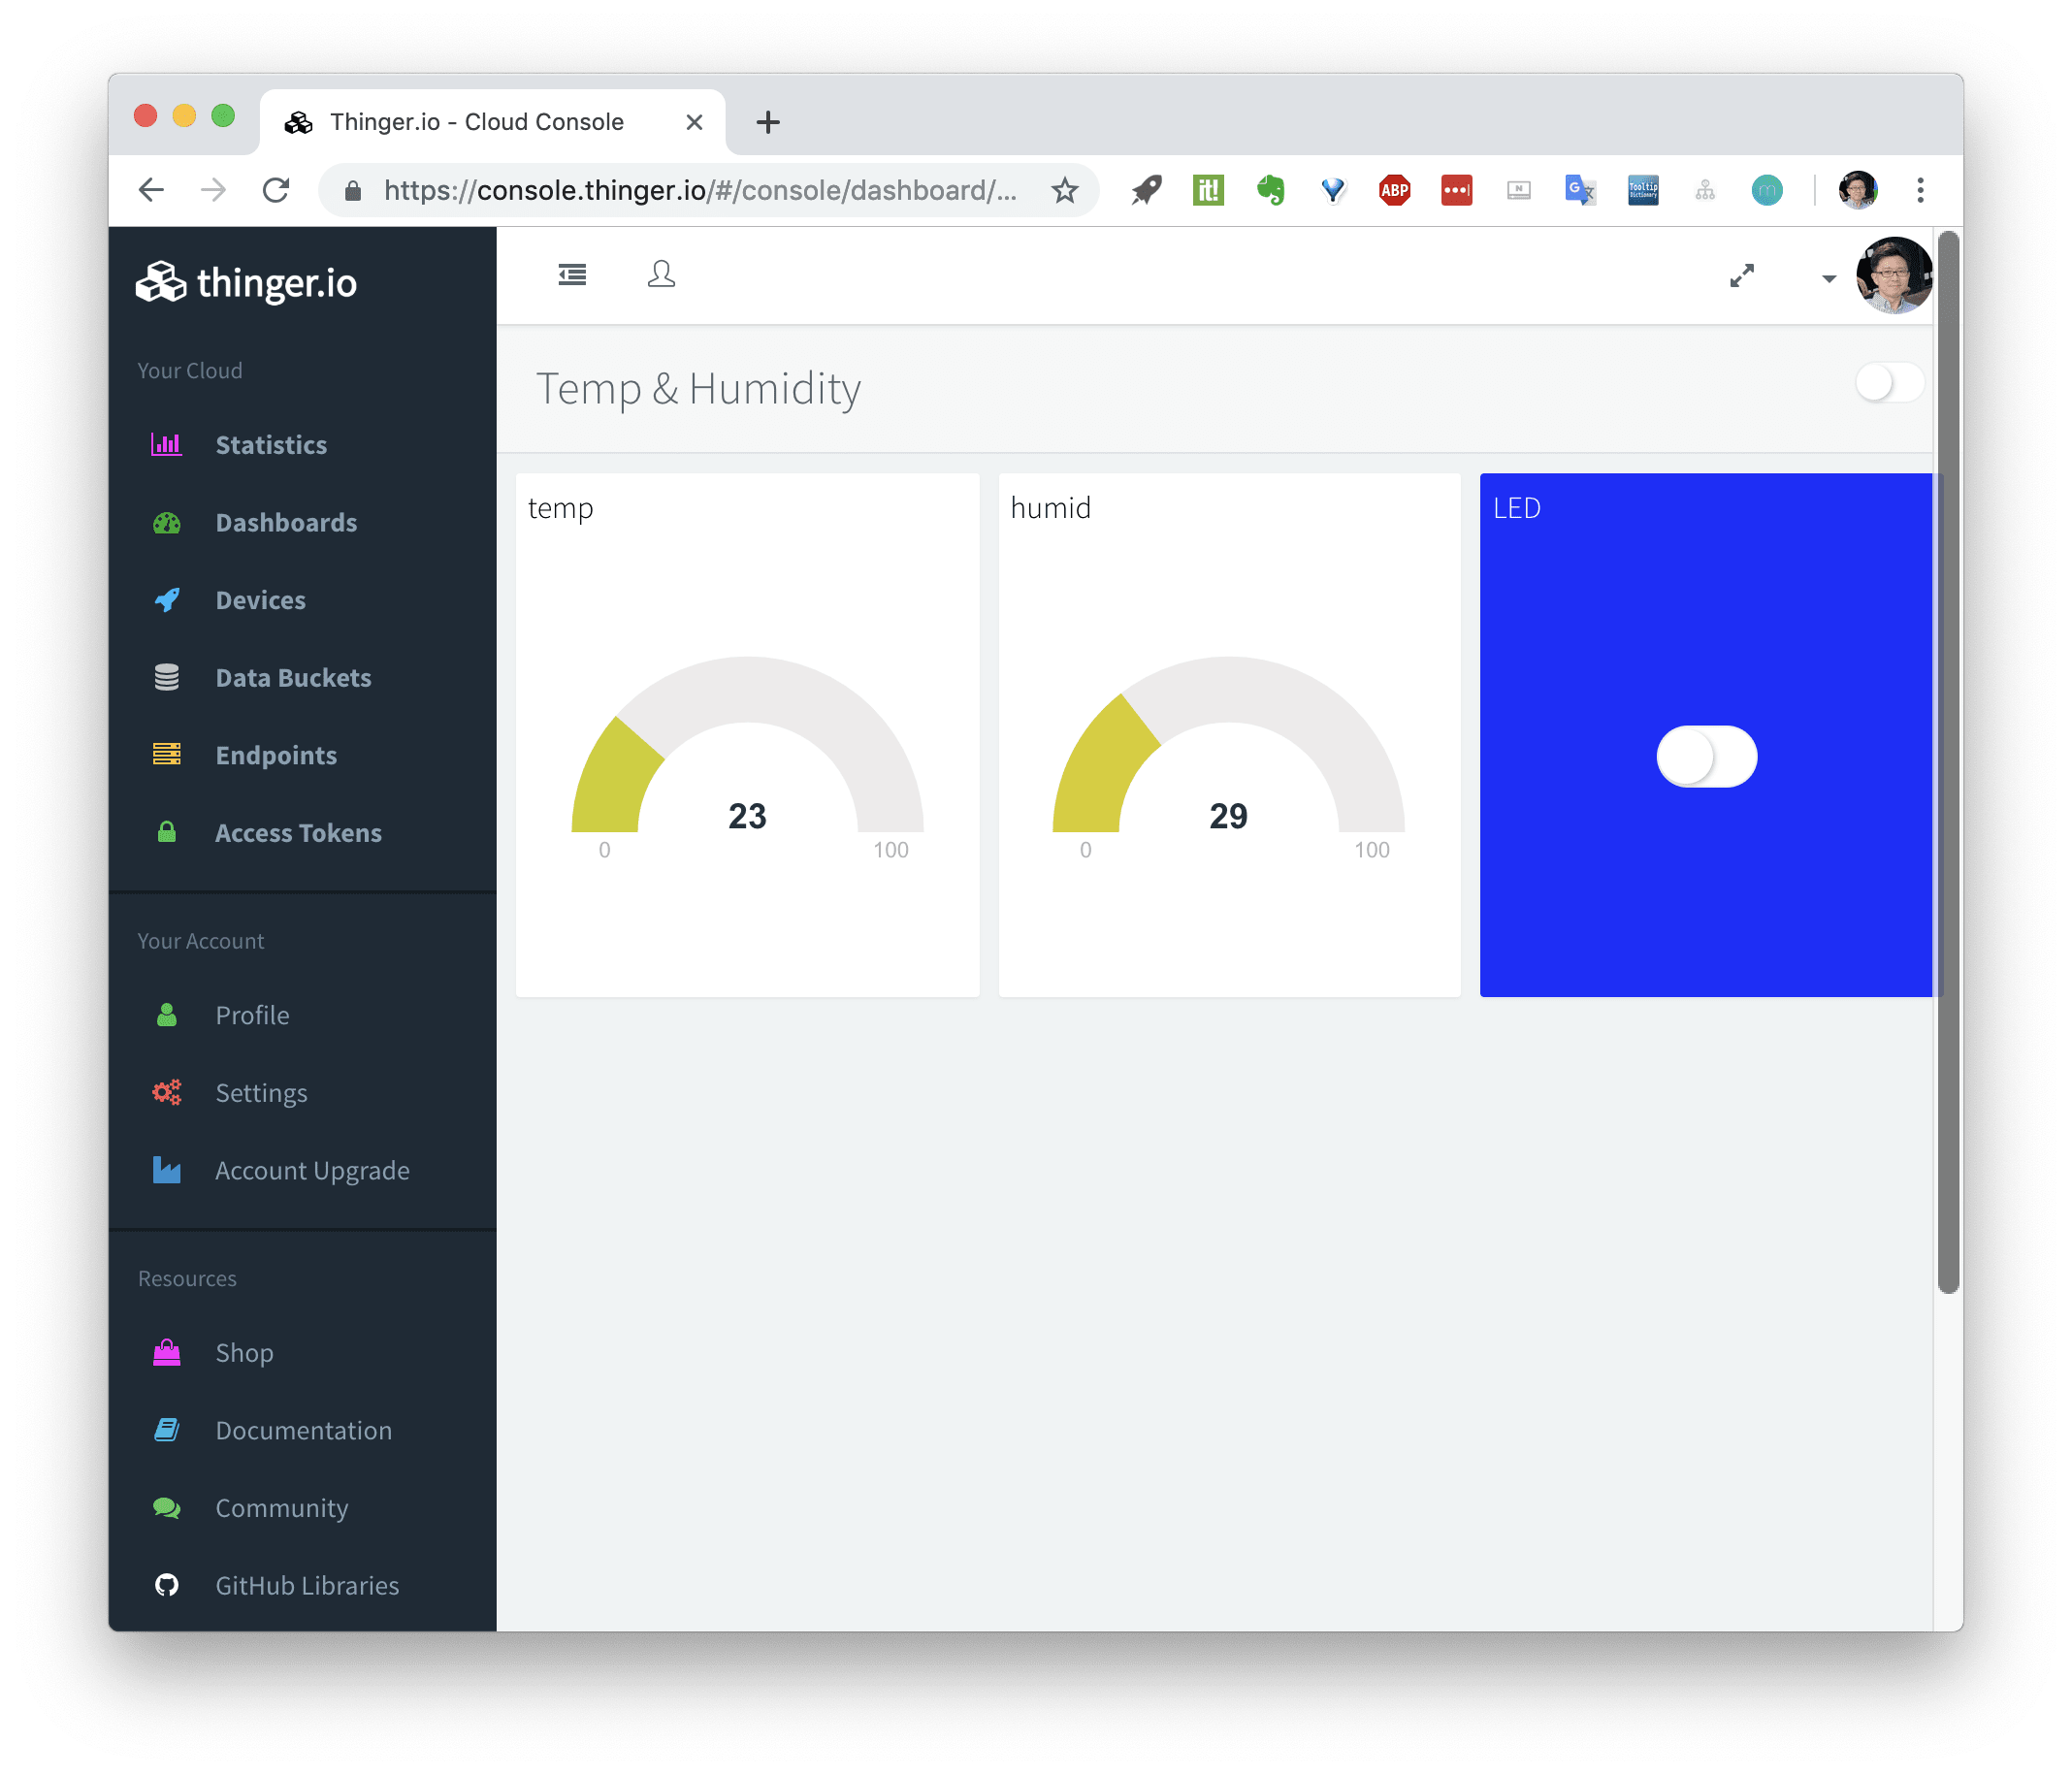 Thinger.io - Cloud Console
https://console.thinger.io/#/console/dashboard/...
it!
ABP
N
G
Tooltip
Dictionary
m
thinger.io
Your Cloud
Statistics
Dashboards
Devices
Data Buckets
Endpoints
Access Tokens
Your Account
Profile
Settings
Account Upgrade
Resources
Shop
Documentation
Community
GitHub Libraries
Temp & Humidity
temp
23
0
100
humid
29
0
100
LED